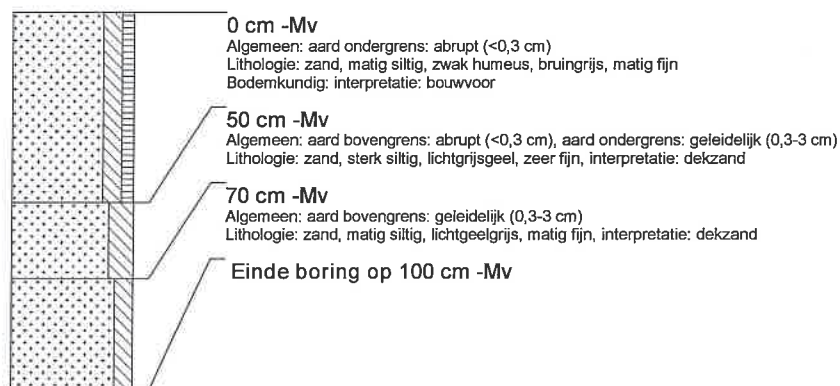 0 cm -Mv
Algemeen: aard ondergrens: abrupt (<0,3 cm)
Lithologie: zand, matig siltig, zwak humeus, bruingrijs, matig fijn
Bodemkundig: interpretatie: bouwvoor
50 cm -Mv
Algemeen: aard bovengrens: abrupt (<0,3 cm), aard ondergrens: geleidelijk (0,3-3 cm)
Lithologie: zand, sterk siltig, lichtgrijsgeel, zeer fijn, interpretatie: dekzand
70 cm -Mv
Algemeen: aard bovengrens: geleidelijk (0,3-3 cm)
Lithologie: zand, matig siltig, lichtgeelgrijs, matig fijn, interpretatie: dekzand
Einde boring op 100 cm -Mv